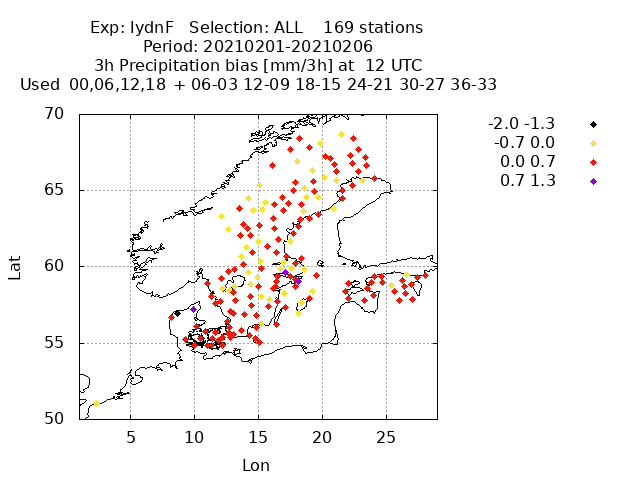 Exp: lydnF   Selection: ALL    169 stations
Period: 20210201-20210206
3h Precipitation bias [mm/3h] at  12 UTC
Used  00,06,12,18  + 06-03 12-09 18-15 24-21 30-27 36-33
-2.0 -1.3
-0.7 0.0
0.0 0.7
0.7 1.3
70
65
60
55
50
Lat
5 10 15 20 25
Lon